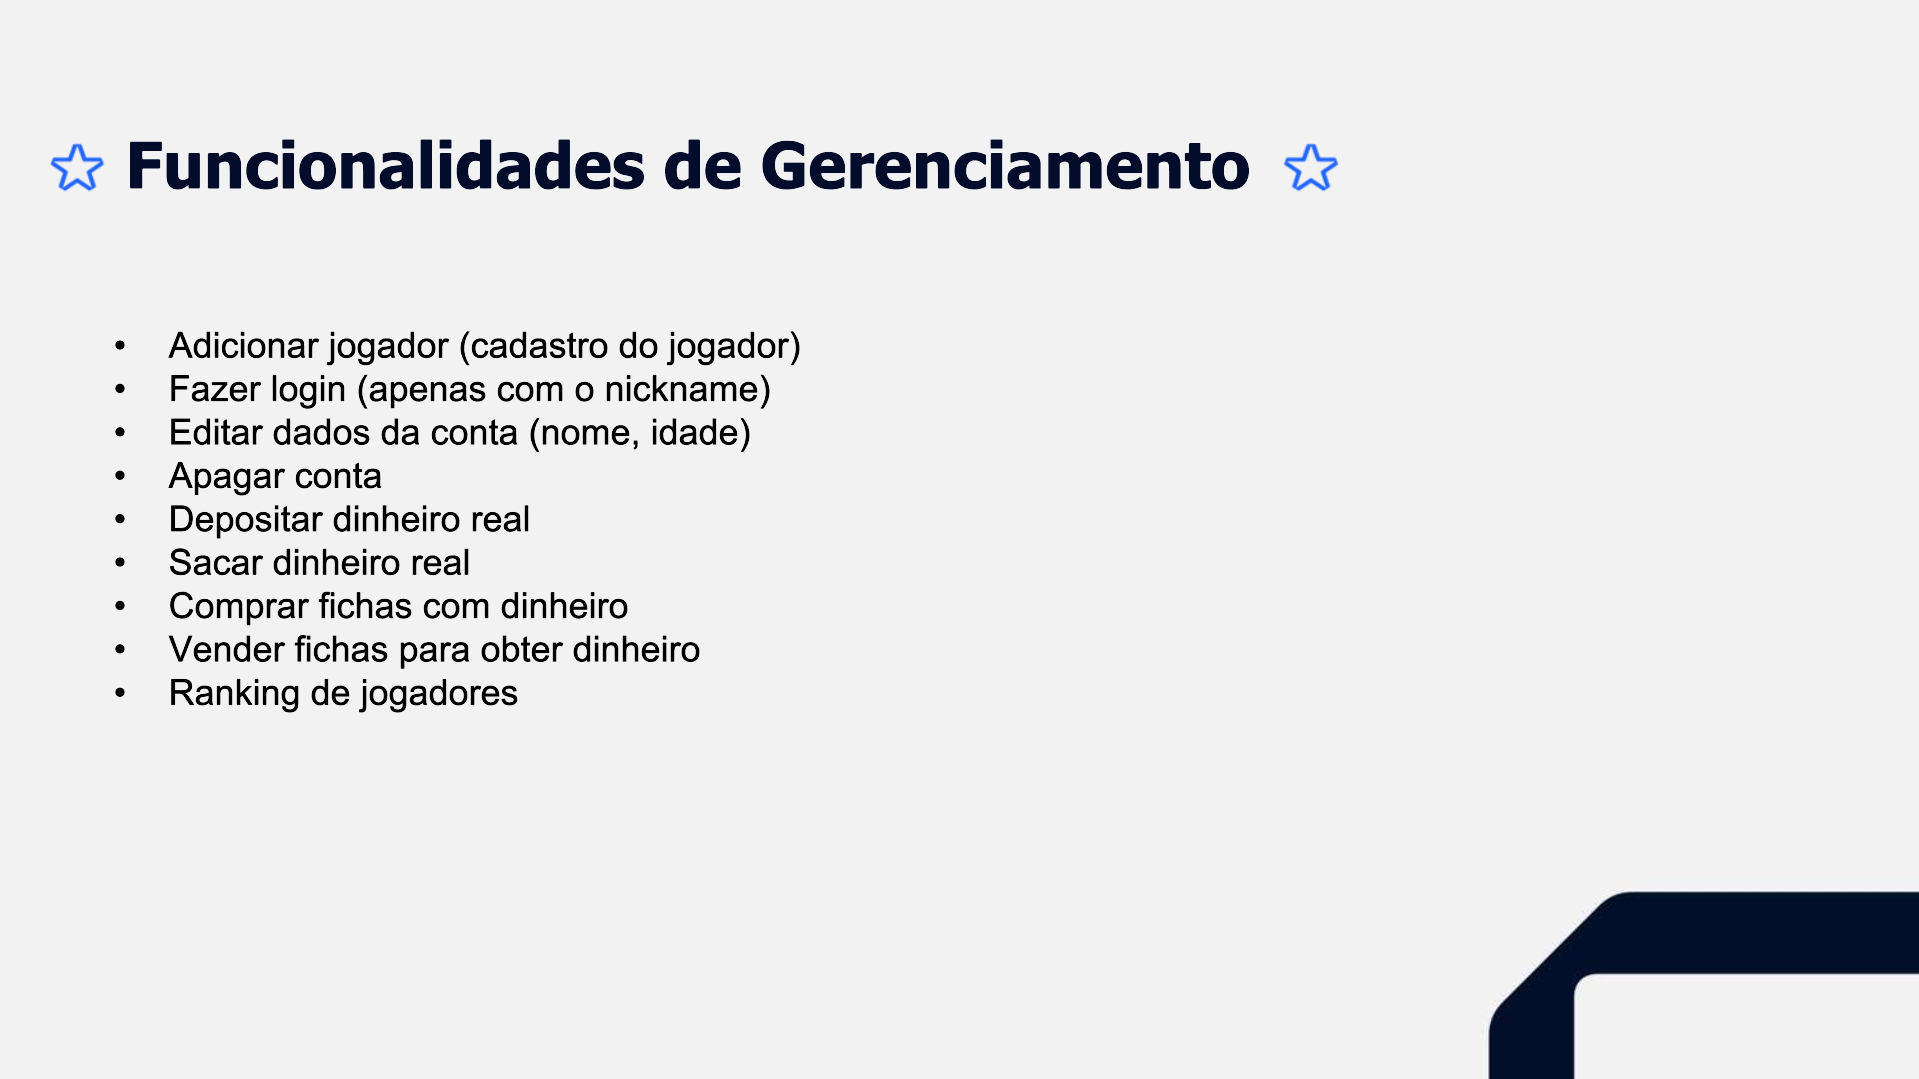 Funcionalidades de Gerenciamento
• Adicionar jogador (cadastro do jogador)
• Fazer login (apenas com o nickname)
• Editar dados da conta (nome, idade)
• Apagar conta
• Depositar dinheiro real
• Sacar dinheiro real
• Comprar fichas com dinheiro
• Vender fichas para obter dinheiro
• Ranking de jogadores